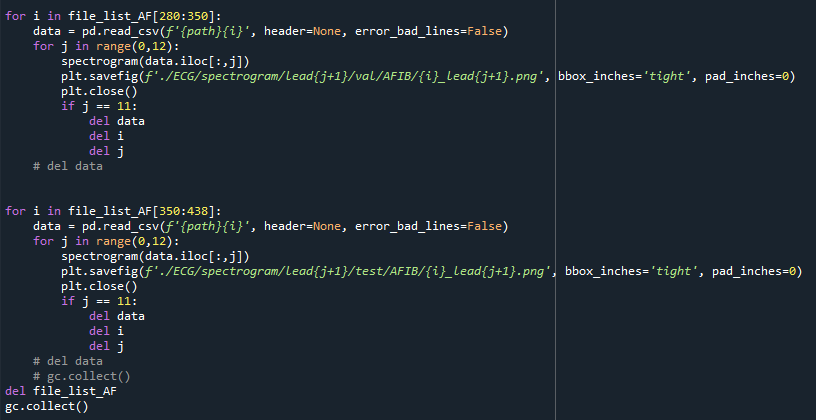 for i in file_list_AF[280:350]:
    data = pd.read_csv(f'{path}{i}', header=None, error_bad_lines=False)
    for j in range(0,12):
        spectrogram(data.iloc[:,j])
        plt.savefig(f'./ECG/spectrogram/lead{j+1}/val/AFIB/{i}_lead{j+1}.png', bbox_inches='tight', pad_inches=0)
        plt.close()
        if j == 11:
            del data
            del i
            del j
    # del data
for i in file_list_AF[350:438]:
    data = pd.read_csv(f'{path}{i}', header=None, error_bad_lines=False)
    for j in range(0,12):
        spectrogram(data.iloc[:,j])
        plt.savefig(f'./ECG/spectrogram/lead{j+1}/test/AFIB/{i}_lead{j+1}.png', bbox_inches='tight', pad_inches=0)
        plt.close()
        if j == 11:
            del data
            del i
            del j
    # del data
    # gc.collect()
del file_list_AF
gc.collect()